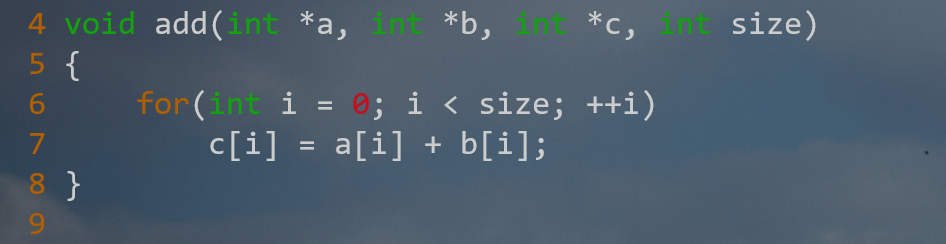 4 void add(int *a, int *b, int *c, int size)
5 {
6     for(int i = 0; i < size; ++i)
7         c[i] = a[i] + b[i];
8 }
9